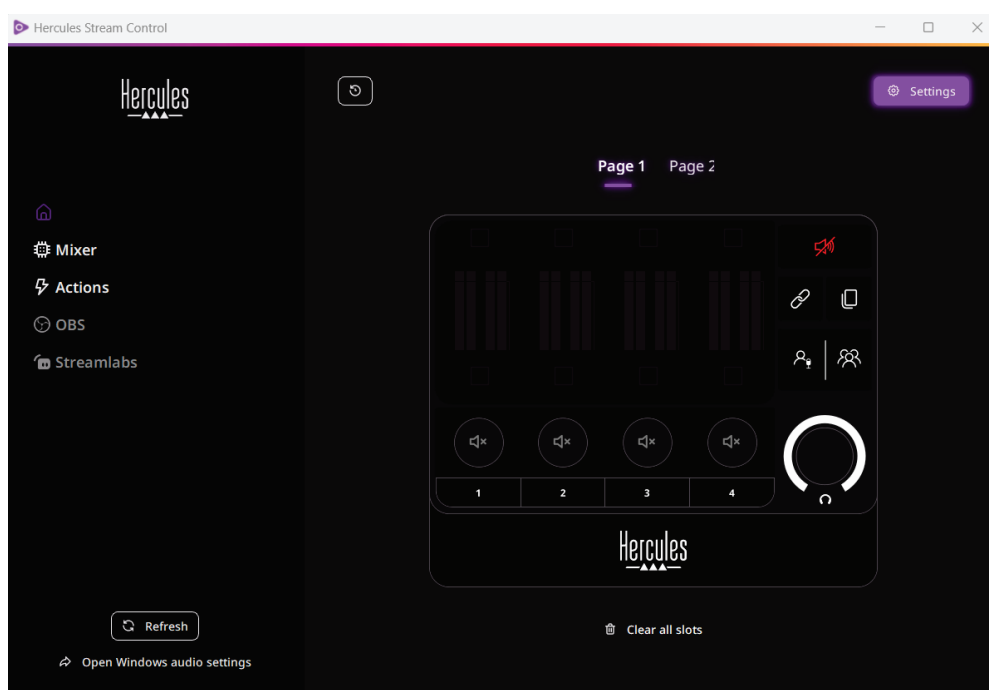 Hercules Stream Control
Hercules
Settings
Page 1 Page 2
Mixer
Actions
OBS
Streamlabs
1 2 3 4
Hercules
Refresh
Clear all slots
Open Windows audio settings